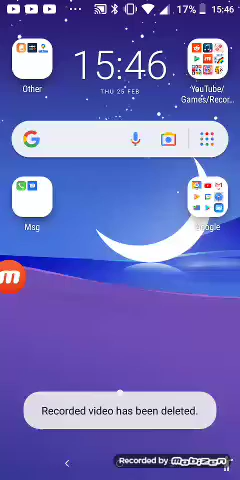 17% 15:46
15:46
THU 25 FEB
Other
YouTube/
Games/Recor...
Msg
Google
Recorded video has been deleted.
Recorded by Mobizen